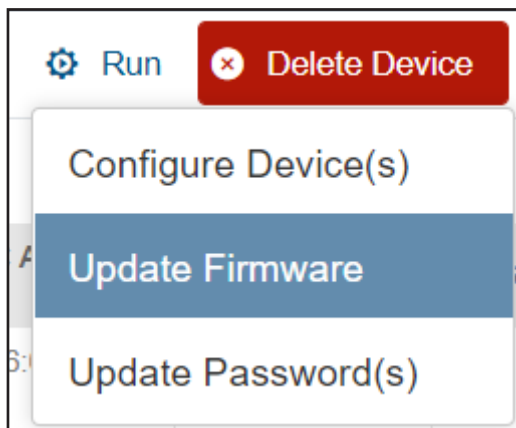 Run Delete Device
Configure Device(s)
Update Firmware
Update Password(s)